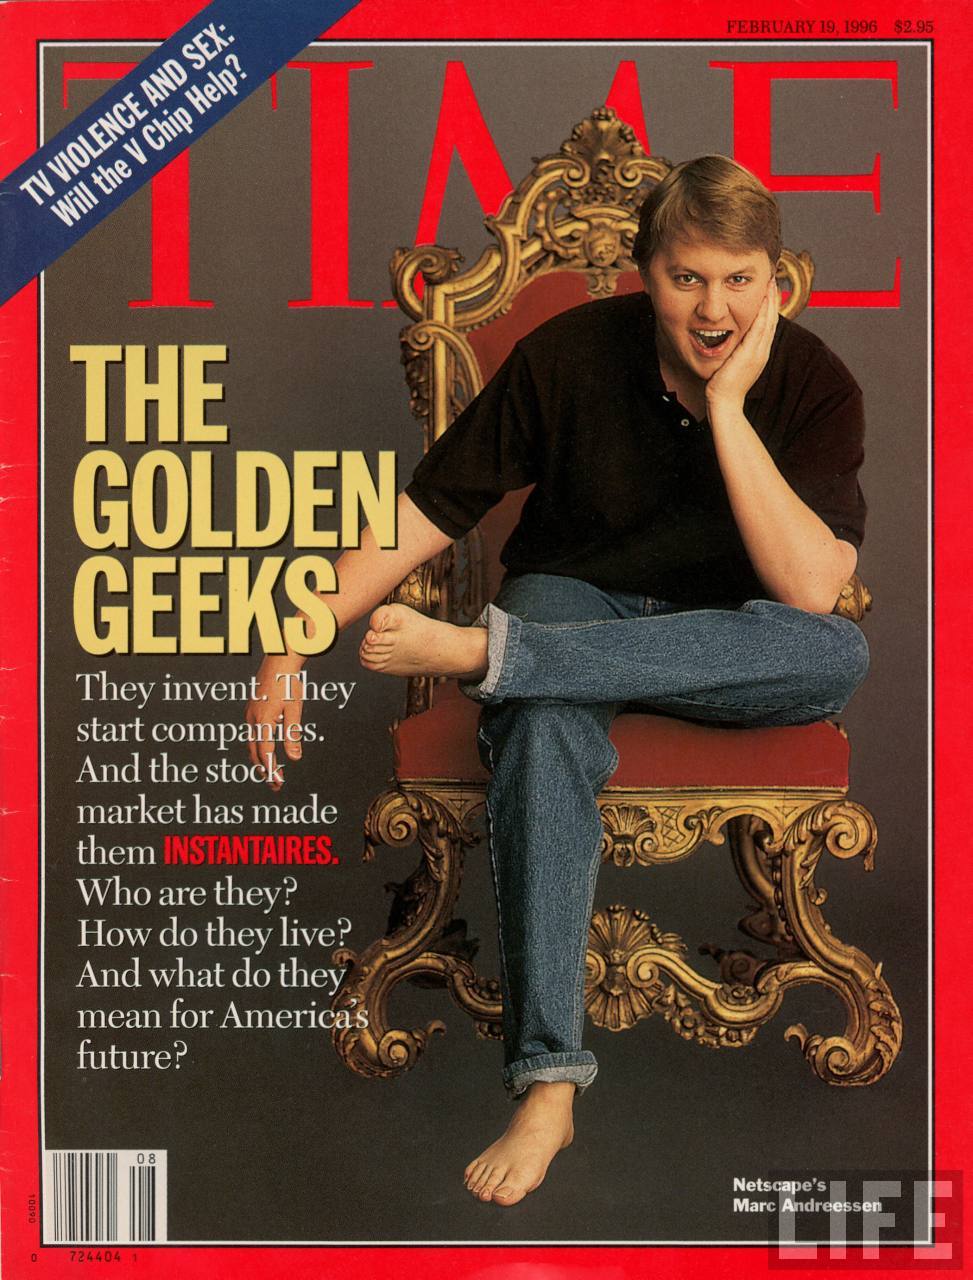 FEBRUARY 19, 1996 $2.95
TV VIOLENCE AND SEX:
Will the V Chip Help?
TIME
THE
GOLDEN
GEEKS
They invent. They
start companies.
And the stock
market has made
them INSTANTAIRES.
Who are they?
How do they live?
And what do they
mean for America's
future?
08
10090
0 724404 1
Netscape's
Marc Andreessen
LIFE